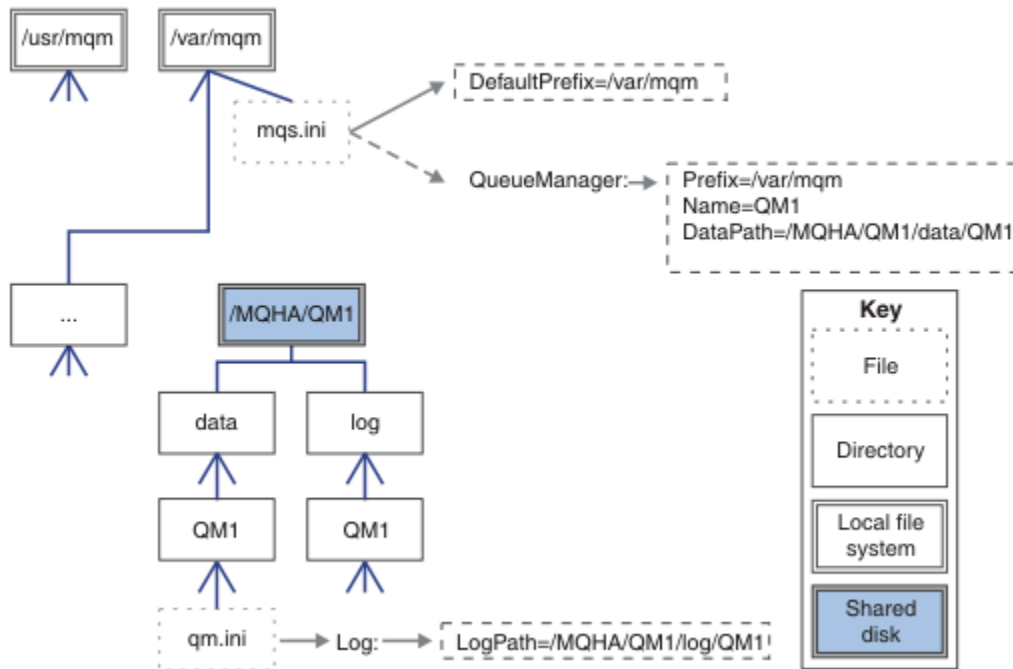 /usr/mqm
/var/mqm
DefaultPrefix=/var/mqm
mqs.ini
QueueManager:
Prefix=/var/mqm
Name=QM1
DataPath=/MQHA/QM1/data/QM1
...
/MQHA/QM1
data
log
QM1
QM1
qm.ini
Log:
LogPath=/MQHA/QM1/log/QM1
Key
File
Directory
Local file
system
Shared
disk